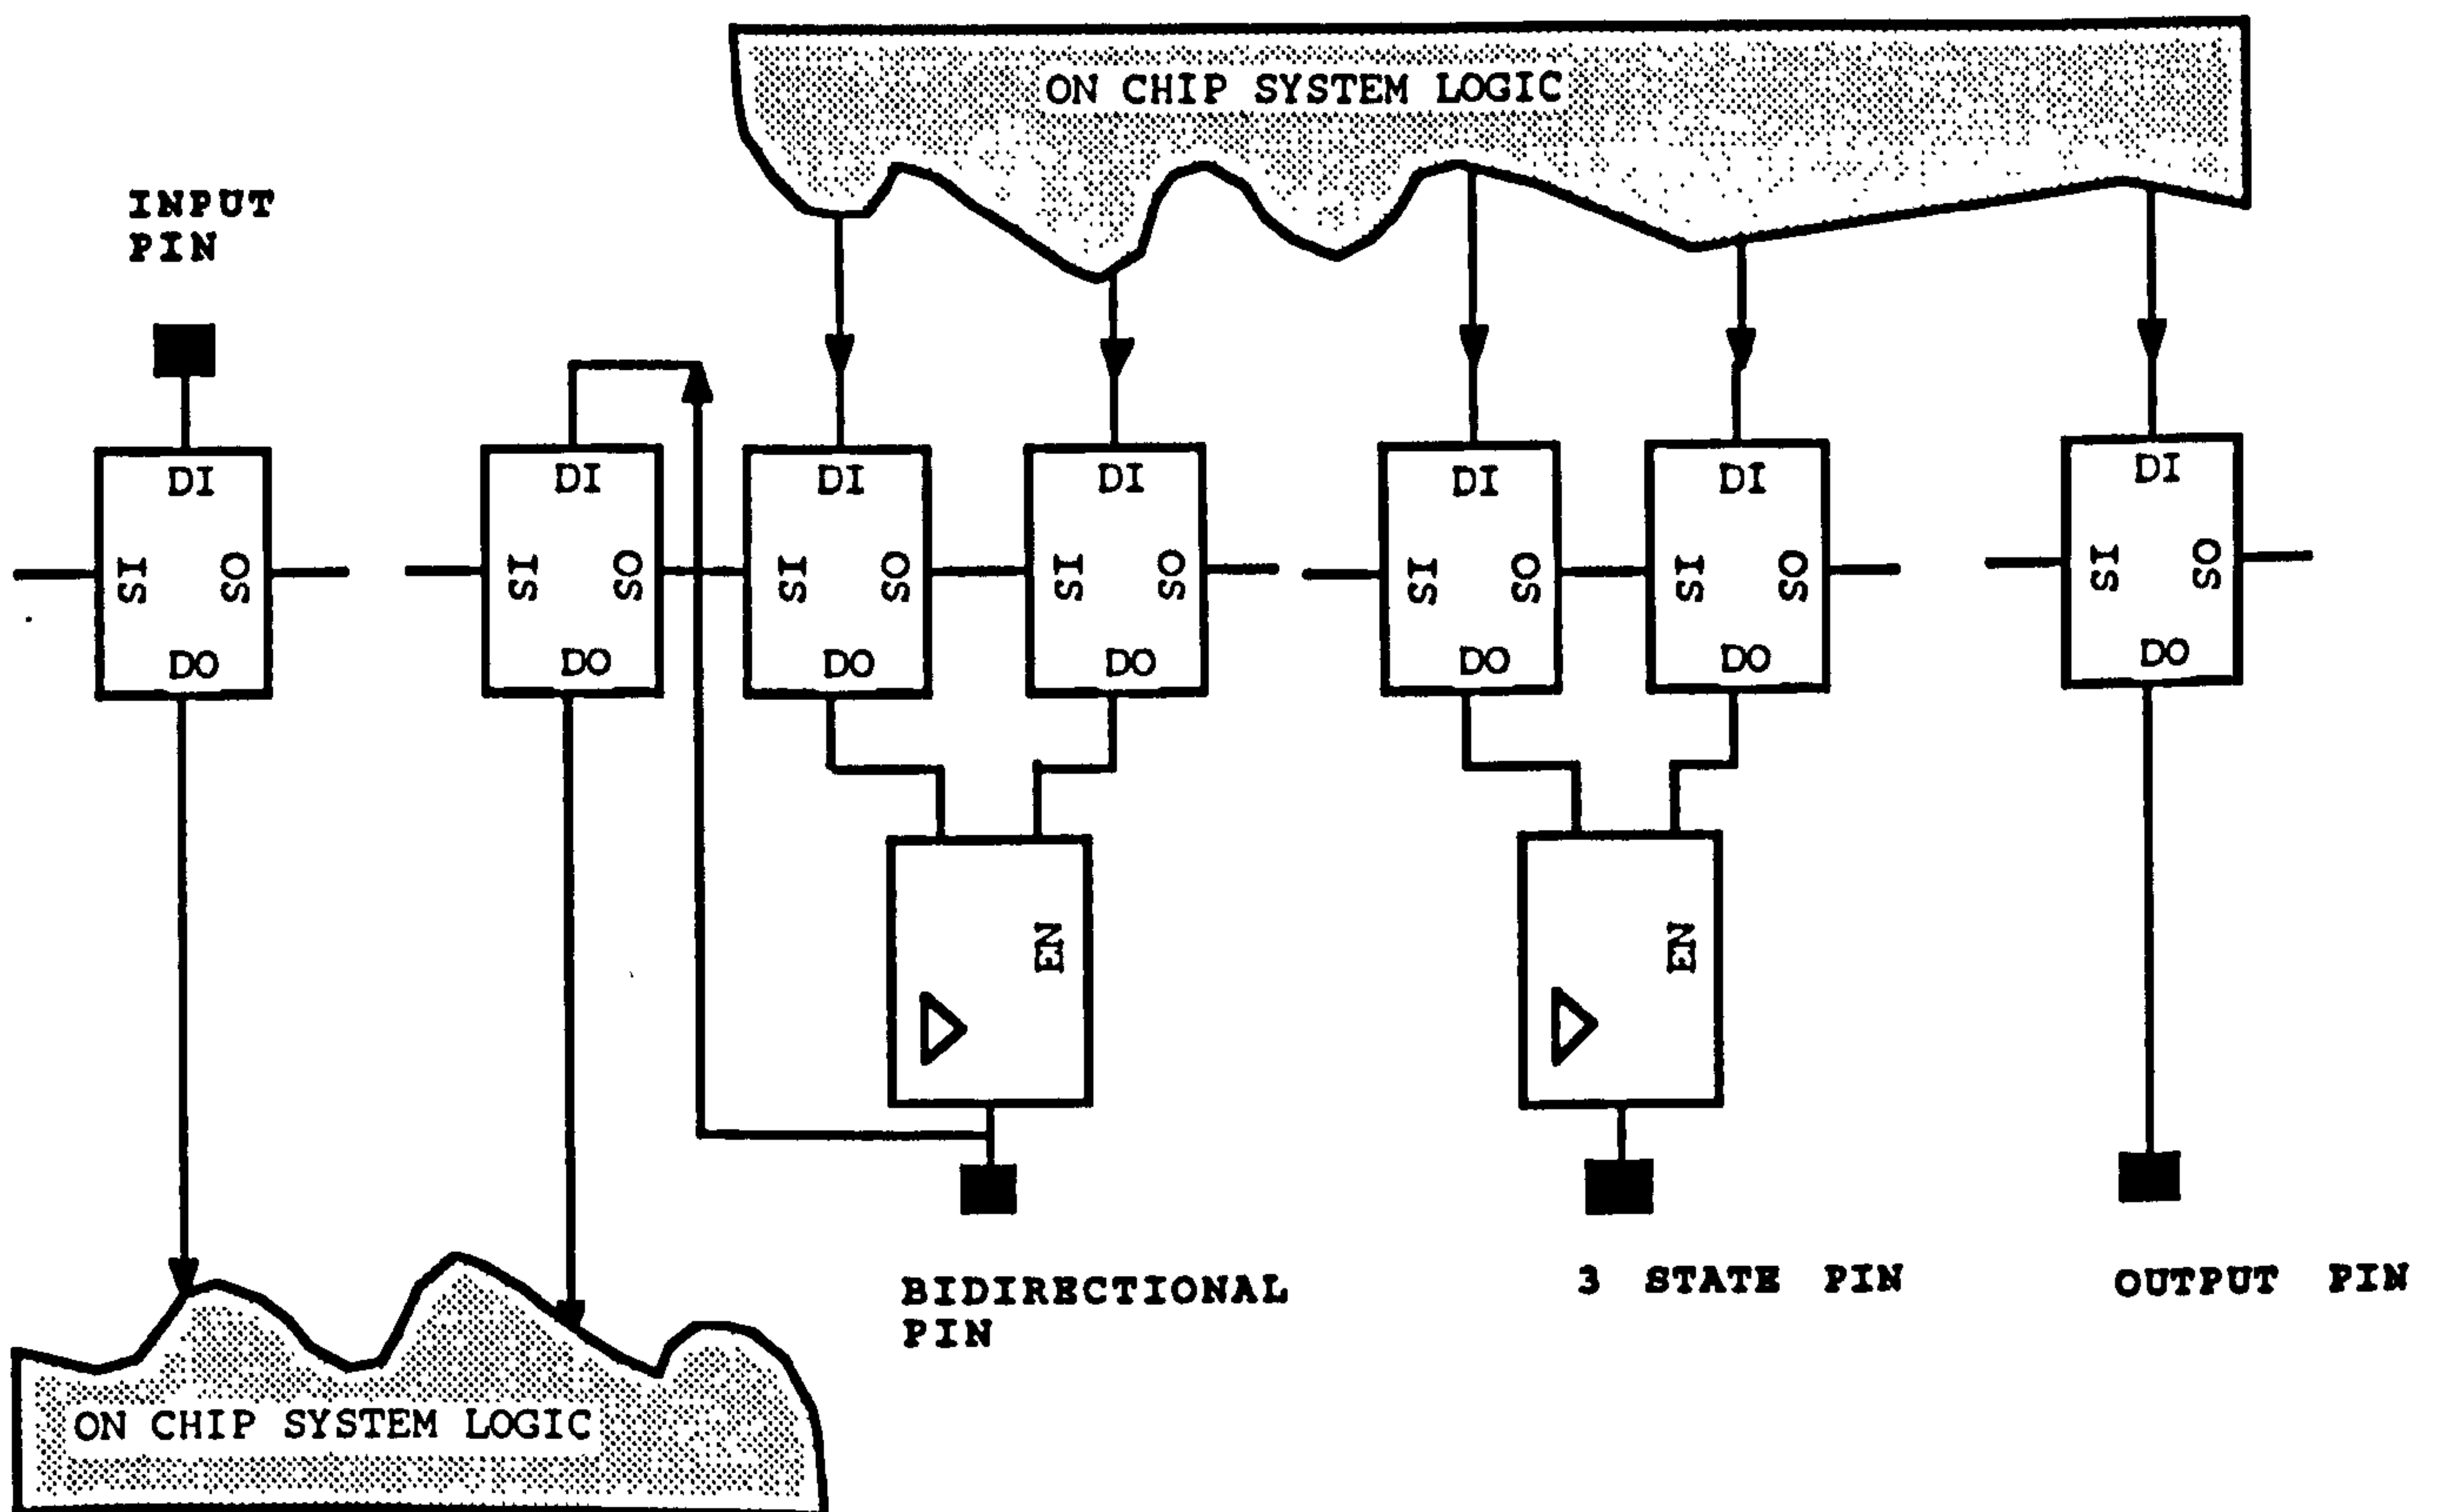 ON CHIP SYSTEM LOGIC
INPUT
PIN
DI
SI
SO
DO
DI
SI
SO
DO
DI
SI
SO
DO
DI
SI
SO
DO
DI
SI
SO
DO
DI
SI
SO
DO
DI
SI
SO
DO
EN
EN
BIDIRECTIONAL
PIN
3 STATE PIN
OUTPUT PIN
ON CHIP SYSTEM LOGIC